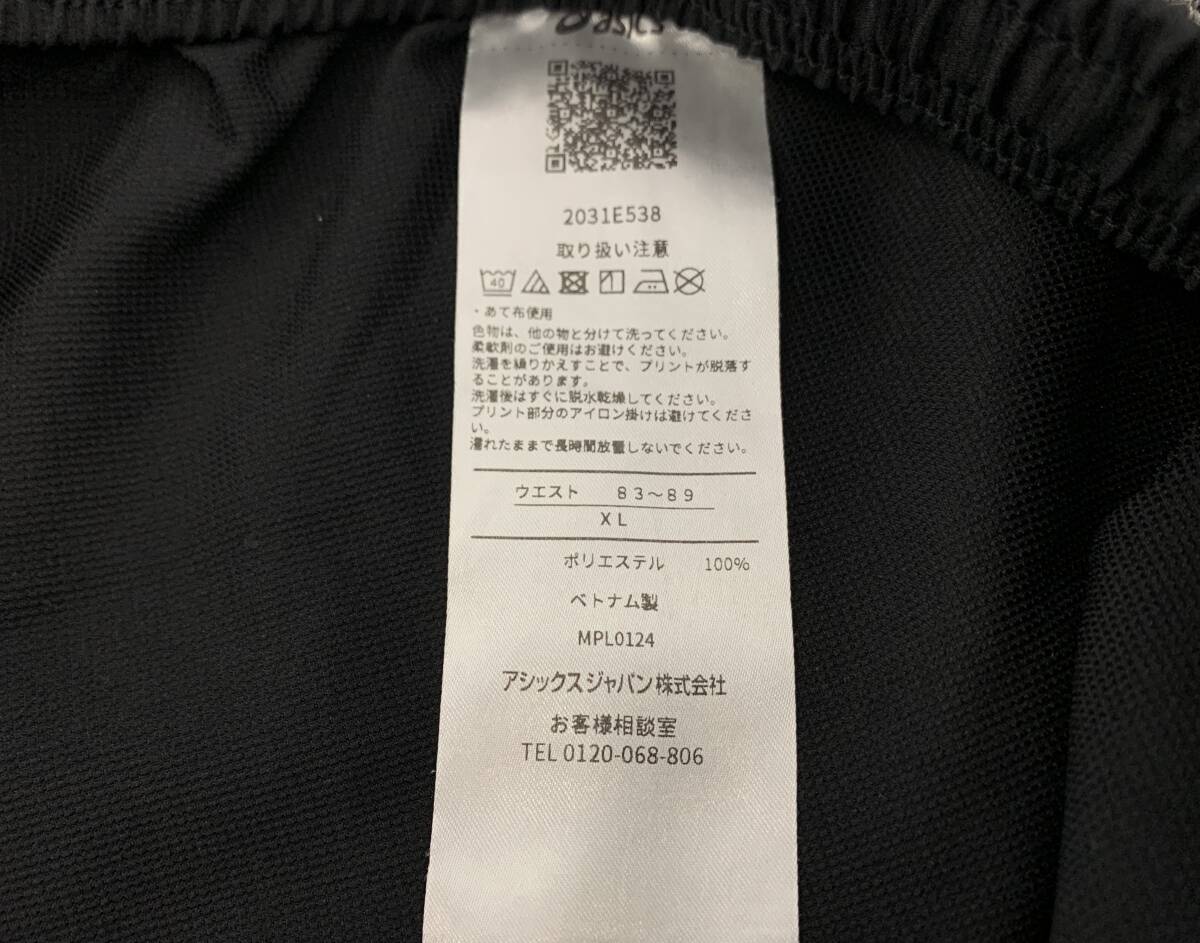 asics
2031E538
取り扱い注意
40
・あて布使用
色物は、他の物と分けて洗ってください。
柔軟剤のご使用はお避けください。
洗濯を繰りかえすことで、プリントが脱落す
ることがあります。
洗濯後はすぐに脱水乾燥してください。
プリント部分のアイロン掛けは避けてくださ
い。
濡れたままで長時間放置しないでください。
ウエスト 83~89
XL
ポリエステル 100%
ベトナム製
MPL0124
アシックスジャパン株式会社
お客様相談室
TEL 0120-068-806